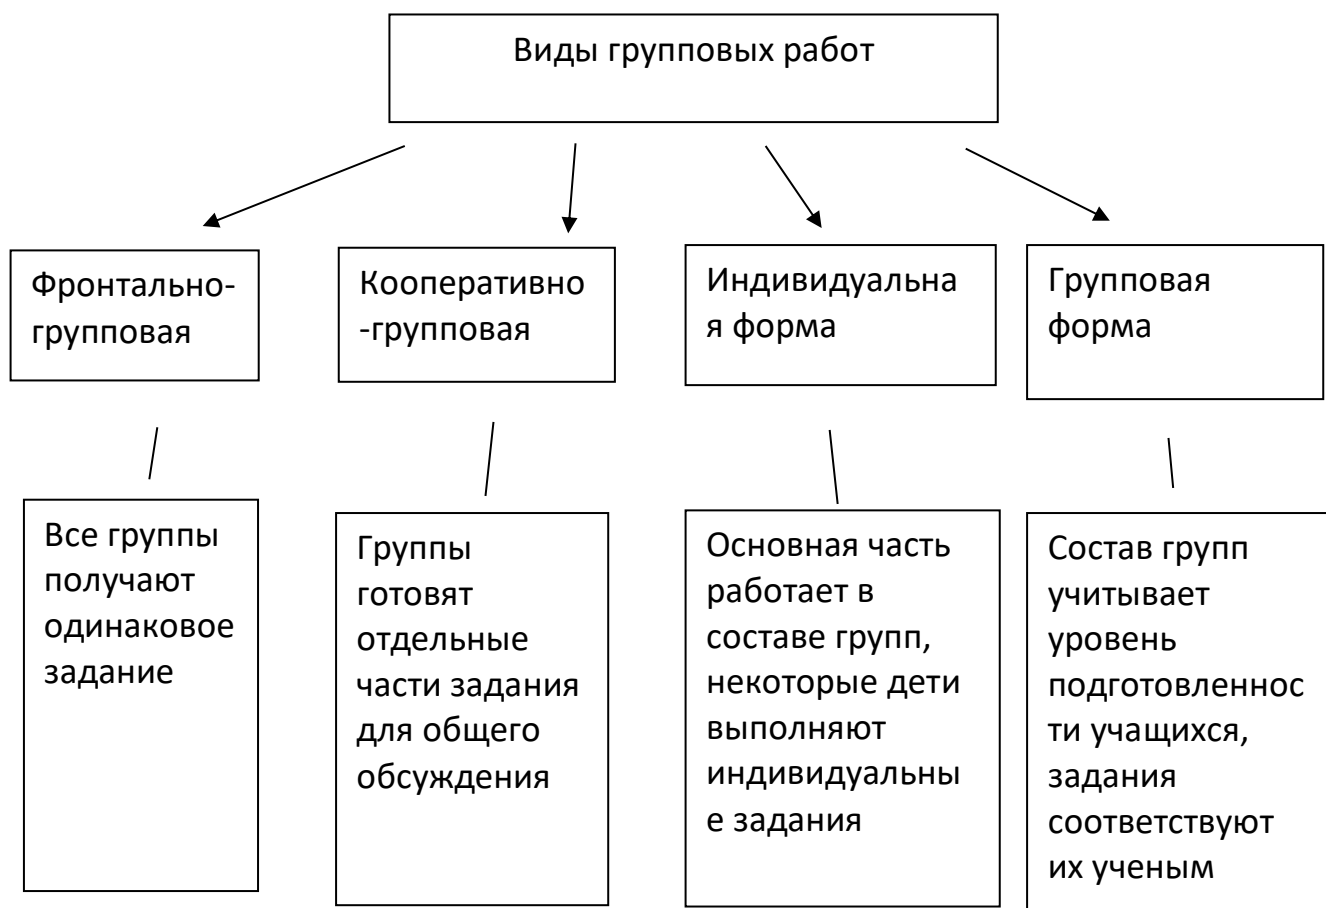 Виды групповых работ
Фронтально-
групповая
Кооперативно
-групповая
Индивидуальна
я форма
Групповая
форма
Все группы
получают
одинаковое
задание
Группы
готовят
отдельные
части задания
для общего
обсуждения
Основная часть
работает в
составе групп,
некоторые дети
выполняют
индивидуальны
е задания
Состав групп
учитывает
уровень
подготовленнос
ти учащихся,
задания
соответствуют
их ученым